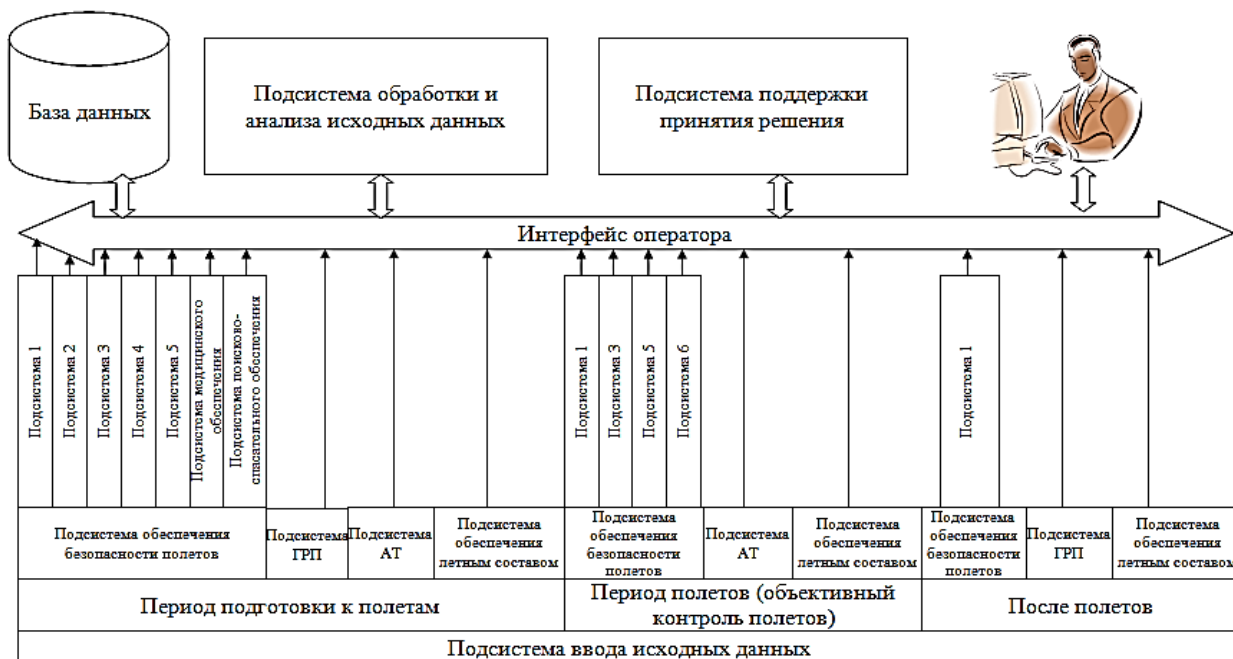 База данных
Подсистема обработки и
анализа исходных данных
Подсистема поддержки
принятия решения
Интерфейс оператора
Подсистема 1
Подсистема 2
Подсистема 3
Подсистема 4
Подсистема 5
Подсистема медицинского
обеспечения
Подсистема поисково-
спасательного обеспечения
Подсистема 1
Подсистема 3
Подсистема 5
Подсистема 6
Подсистема 1
Подсистема обеспечения
безопасности полетов
Подсистема
ГРП
Подсистема
АТ
Подсистема
обеспечения
летным составом
Подсистема
обеспечения
безопасности
полетов
Подсистема
АТ
Подсистема
обеспечения
летным составом
Подсистема
обеспечения
безопасности
полетов
Подсистема
ГРП
Подсистема
обеспечения
летным составом
Период подготовки к полетам
Период полетов (объективный
контроль полетов)
После полетов
Подсистема ввода исходных данных